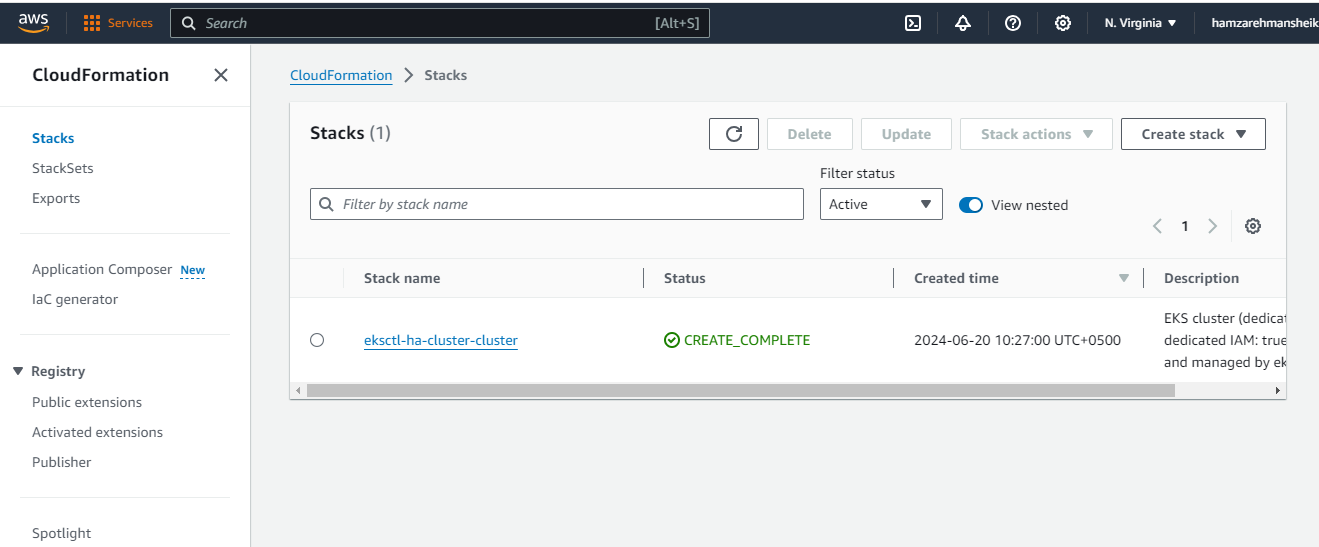 aws
Services
Search
[Alt+S]
N. Virginia
hamzarehmansheik
CloudFormation
Stacks
StackSets
Exports
Application Composer New
IaC generator
Registry
Public extensions
Activated extensions
Publisher
Spotlight
CloudFormation
Stacks
Stacks (1)
Delete
Update
Stack actions
Create stack
Filter status
Filter by stack name
Active
View nested
1
Stack name
Status
Created time
Description
eksctl-ha-cluster-cluster
CREATE_COMPLETE
2024-06-20 10:27:00 UTC+0500
EKS cluster (dedicat
dedicated IAM: true
and managed by ek